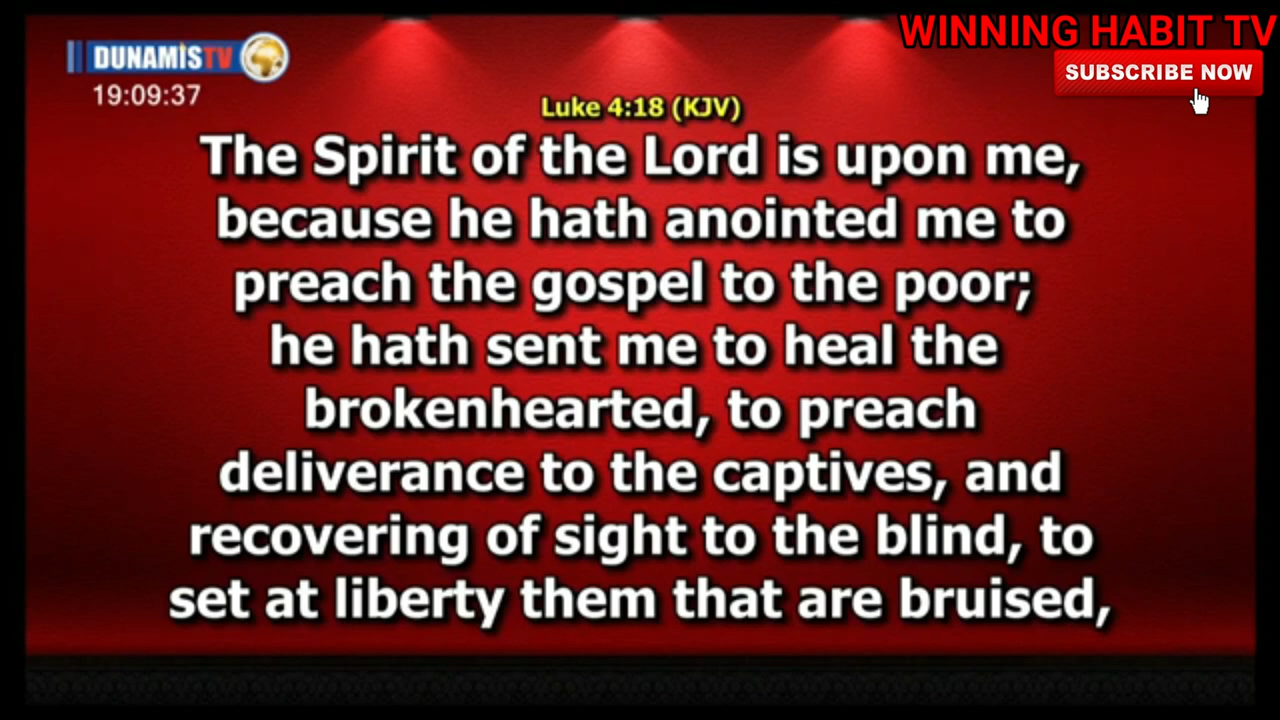 WINNING HABIT TV
DUNAMISTV
SUBSCRIBE NOW
19:09:37
Luke 4:18 (KJV)
The Spirit of the Lord is upon me,
because he hath anointed me to
preach the gospel to the poor;
he hath sent me to heal the
brokenhearted, to preach
deliverance to the captives, and
recovering of sight to the blind, to
set at liberty them that are bruised,